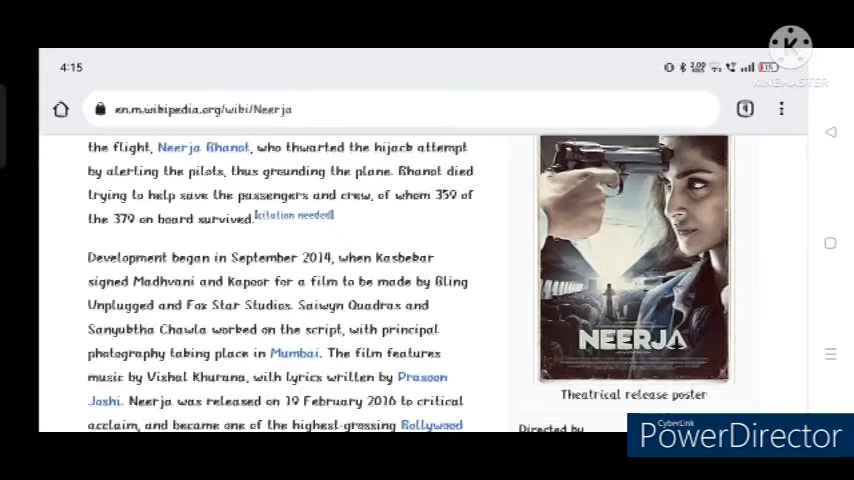 4:15
2.00
15
KINEMASTER
en.m.wikipedia.org/wiki/Neerja
4
the flight, Neerja Bhanot, who thwarted the hijack attempt
by alerting the pilots, thus grounding the plane. Bhanot died
trying to help save the passengers and crew, of whom 359 of
the 379 on board survived.[citation needed]
Development began in September 2014, when Kasbekar
signed Madhvani and Kapoor for a film to be made by Bling
Unplugged and Fox Star Studios. Saiwyn Quadras and
Sanyuktha Chawla worked on the script, with principal
photography taking place in Mumbai. The film features
music by Vishal Khurana, with lyrics written by Prasoon
Joshi. Neerja was released on 19 February 2016 to critical
acclaim, and became one of the highest-grossing Bollywood
NEERJA
Theatrical release poster
Directed by
CyberLink
PowerDirector